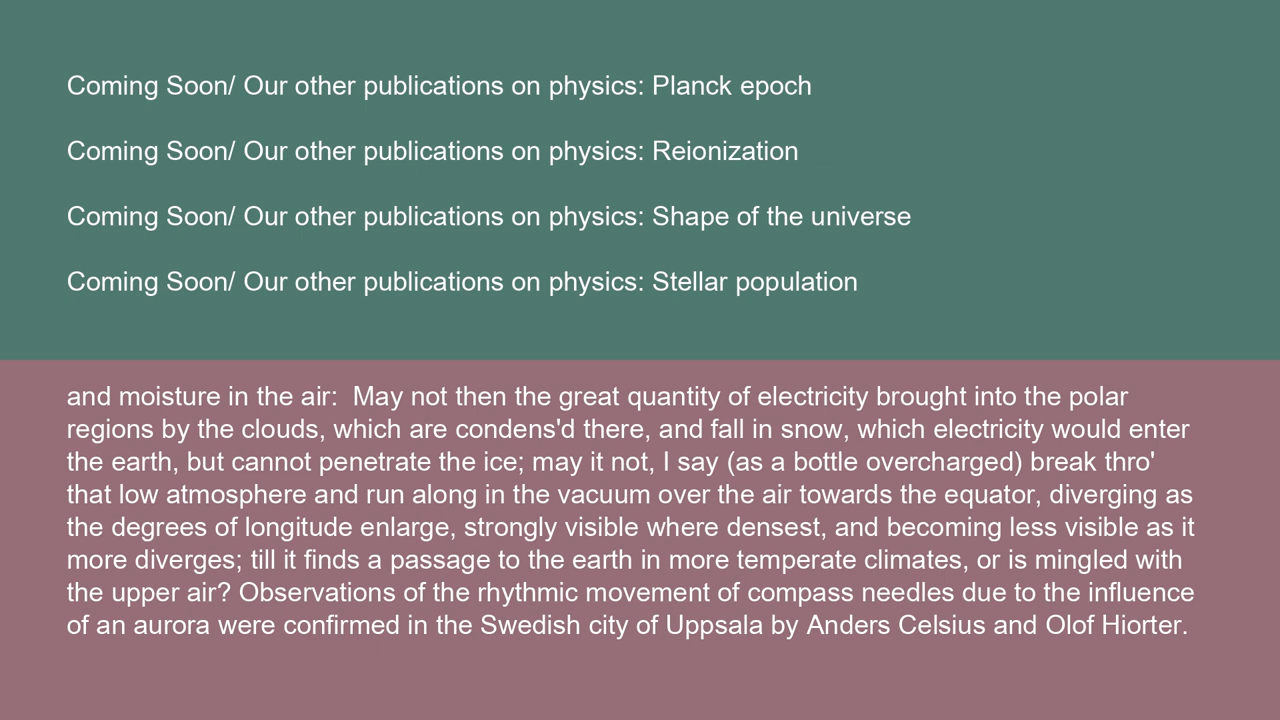 Coming Soon/ Our other publications on physics: Planck epoch
Coming Soon/ Our other publications on physics: Reionization
Coming Soon/ Our other publications on physics: Shape of the universe
Coming Soon/ Our other publications on physics: Stellar population
and moisture in the air:  May not then the great quantity of electricity brought into the polar
regions by the clouds, which are condens'd there, and fall in snow, which electricity would enter
the earth, but cannot penetrate the ice; may it not, I say (as a bottle overcharged) break thro'
that low atmosphere and run along in the vacuum over the air towards the equator, diverging as
the degrees of longitude enlarge, strongly visible where densest, and becoming less visible as it
more diverges; till it finds a passage to the earth in more temperate climates, or is mingled with
the upper air? Observations of the rhythmic movement of compass needles due to the influence
of an aurora were confirmed in the Swedish city of Uppsala by Anders Celsius and Olof Hiorter.